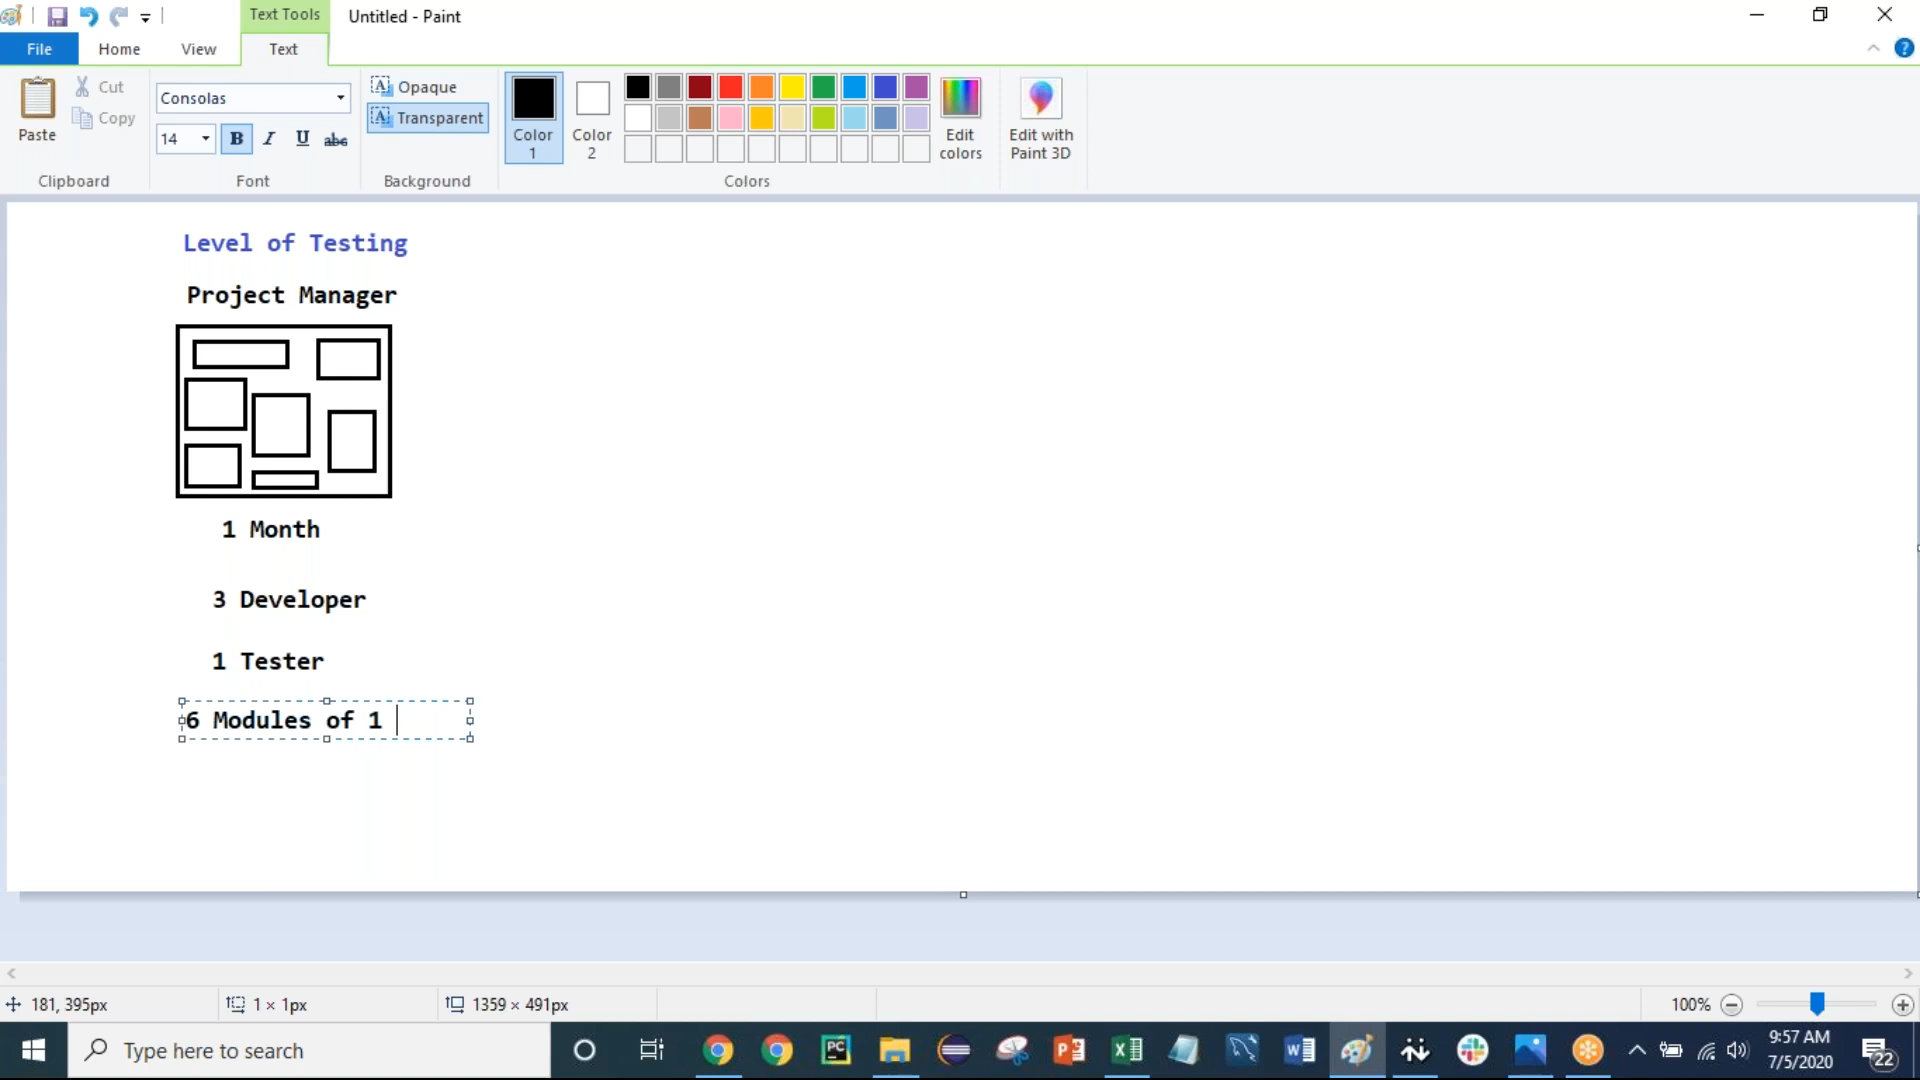 Text Tools
Untitled - Paint
File
Home
View
Text
Paste
Cut
Copy
Clipboard
Consolas
14
B
I
U
abc
Font
Opaque
Transparent
Background
Color
1
Color
2
Colors
Edit
colors
Edit with
Paint 3D
Level of Testing
Project Manager
1 Month
3 Developer
1 Tester
6 Modules of 1
181, 395px
1 × 1px
1359 × 491px
100%
Type here to search
9:57 AM
7/5/2020
22